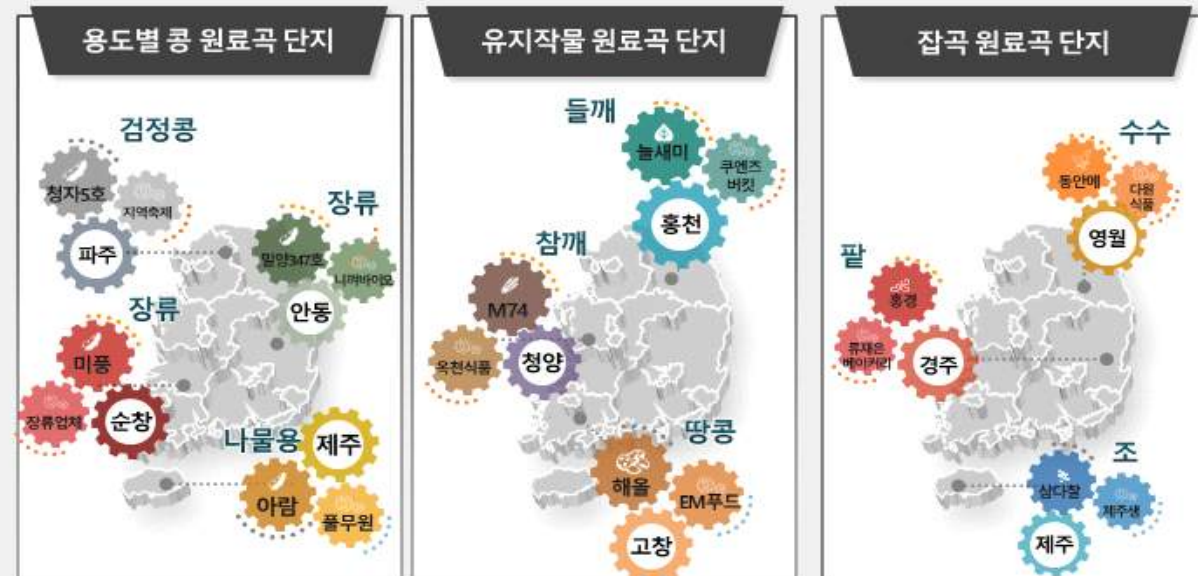 용도별 콩 원료곡 단지
검정콩
청자5호
지역축제
파주
장류
밀양347호
니껴바이오
안동
장류
미풍
장류업체
순창
나물용
제주
아람
풀무원
유지작물 원료곡 단지
들깨
늘새미
쿠엔즈
버킷
홍천
참깨
M74
옥천식품
청양
땅콩
해올
EM푸드
고창
잡곡 원료곡 단지
수수
동안메
다원
식품
영월
팥
홍경
류재은
베이커리
경주
조
삼다찰
제주샘
제주